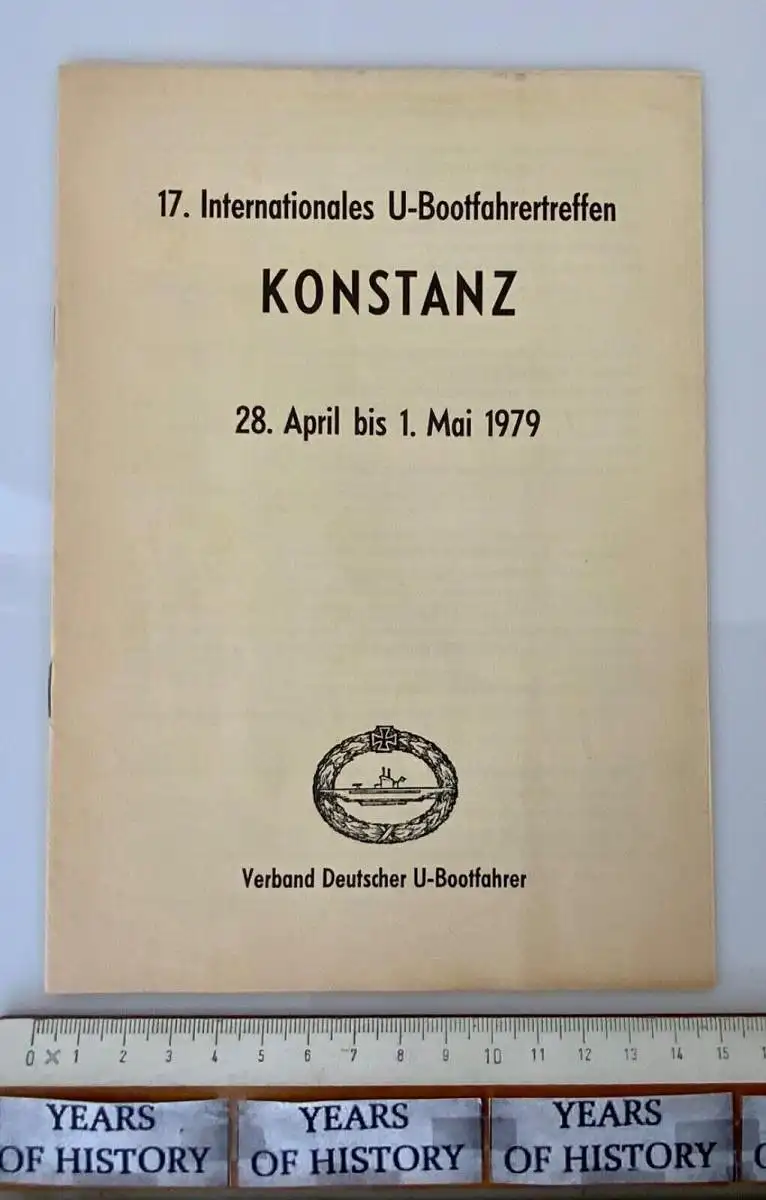 17. Internationales U-Bootfahrertreffen
KONSTANZ
28. April bis 1. Mai 1979
Verband Deutscher U-Bootfahrer
0 1 2 3 4 5 6 7 8 9 10 11 12 13 14 15
YEARS YEARS YEARS
OF HISTORY OF HISTORY OF HISTORY